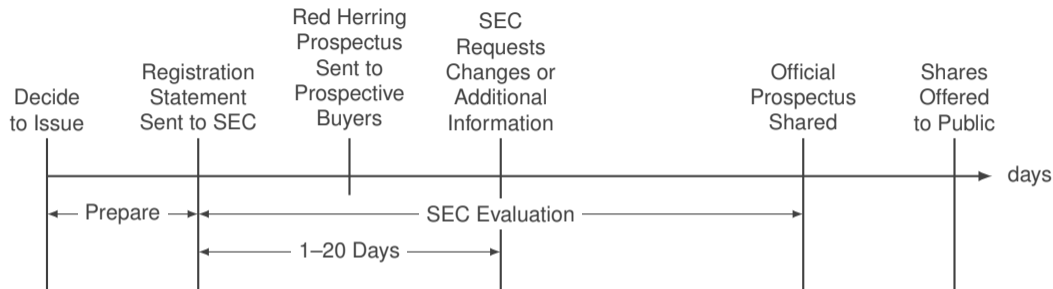 Decide
to Issue
Registration
Statement
Sent to SEC
Red Herring
Prospectus
Sent to
Prospective
Buyers
SEC
Requests
Changes or
Additional
Information
Official
Prospectus
Shared
Shares
Offered
to Public
days
Prepare
SEC Evaluation
1–20 Days